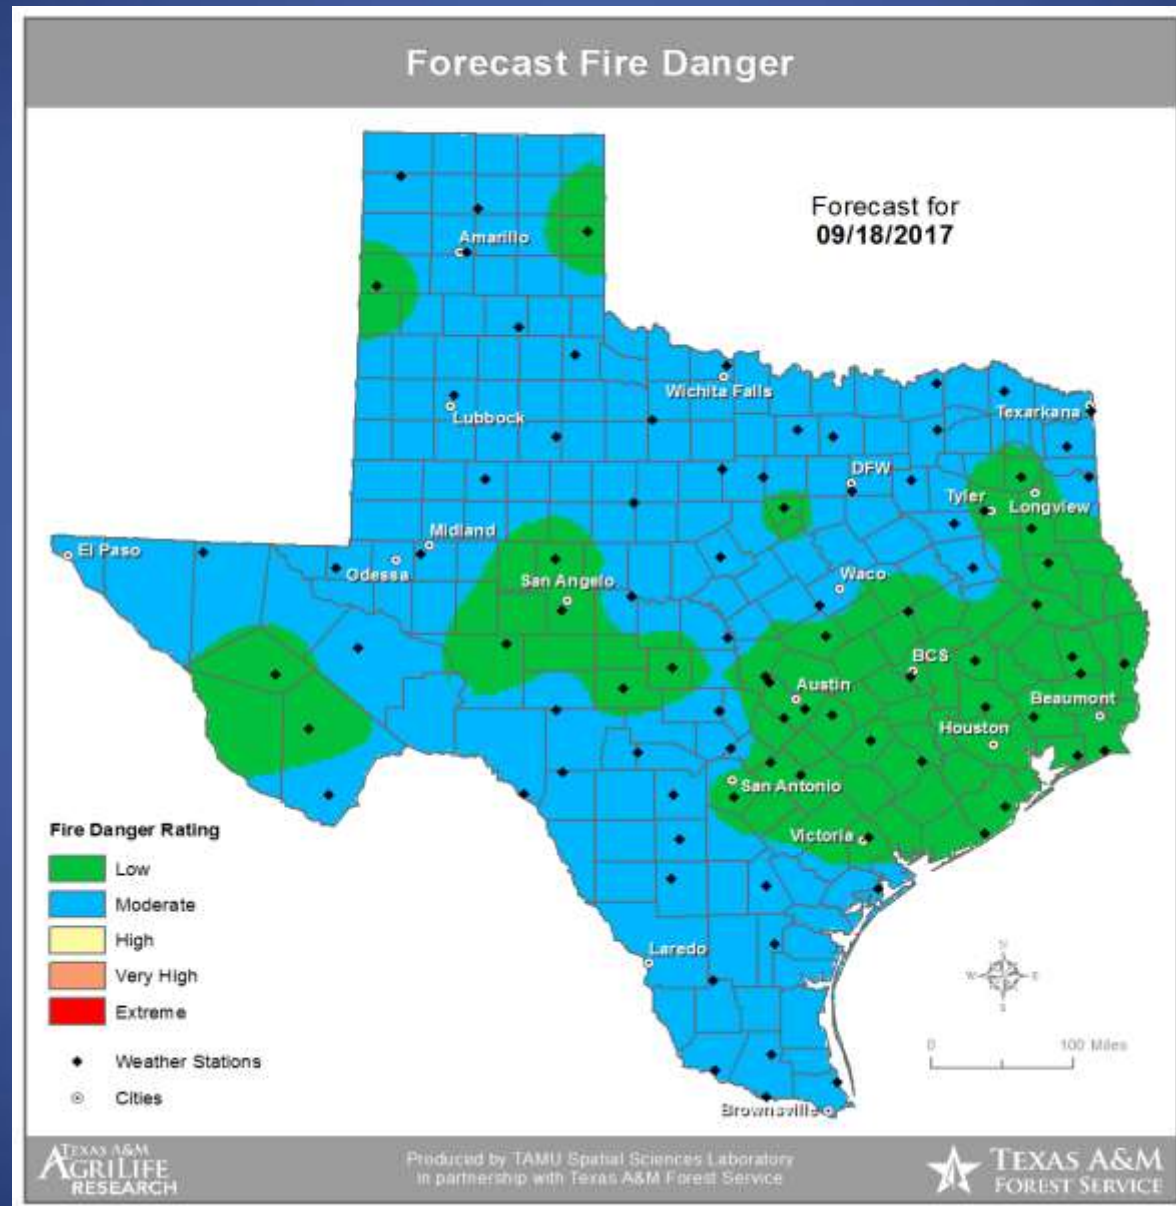 Forecast Fire Danger
Forecast for
09/18/2017
Amarillo
Wichita Falls
Lubbock
Texarkana
DFW
Tyler
Longview
Midland
El Paso
Odessa
San Angelo
Waco
BCS
Austin
Beaumont
Houston
San Antonio
Victoria
Laredo
Brownsville
Fire Danger Rating
Low
Moderate
High
Very High
Extreme
Weather Stations
Cities
N
W
E
S
0 100 Miles
TEXAS A&M
AGRILIFE
RESEARCH
Produced by TAMU Spatial Sciences Laboratory
in partnership with Texas A&M Forest Service
TEXAS A&M
FOREST SERVICE